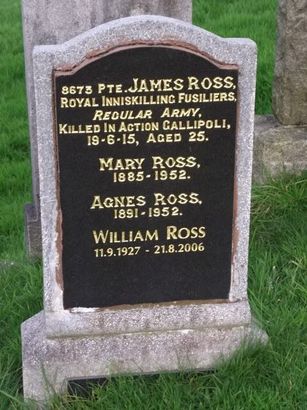 8673 PTE. JAMES ROSS,
ROYAL INNISKILLING FUSILIERS,
REGULAR ARMY,
KILLED IN ACTION GALLIPOLI,
19-6-15, AGED 25.
MARY ROSS,
1885-1952.
AGNES ROSS,
1891-1952.
WILLIAM ROSS
11.9.1927 - 21.8.2006